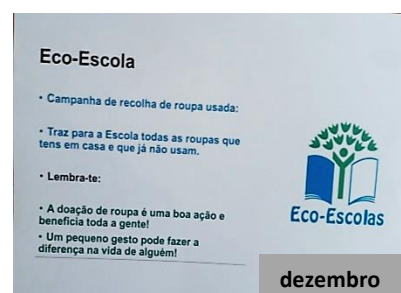 Eco-Escola
• Campanha de recolha de roupa usada:
• Traz para a Escola todas as roupas que
tens em casa e que já não usam.
• Lembra-te:
• A doação de roupa é uma boa ação e
beneficia toda a gente!
• Um pequeno gesto pode fazer a
diferença na vida de alguém!
Eco-Escolas
dezembro